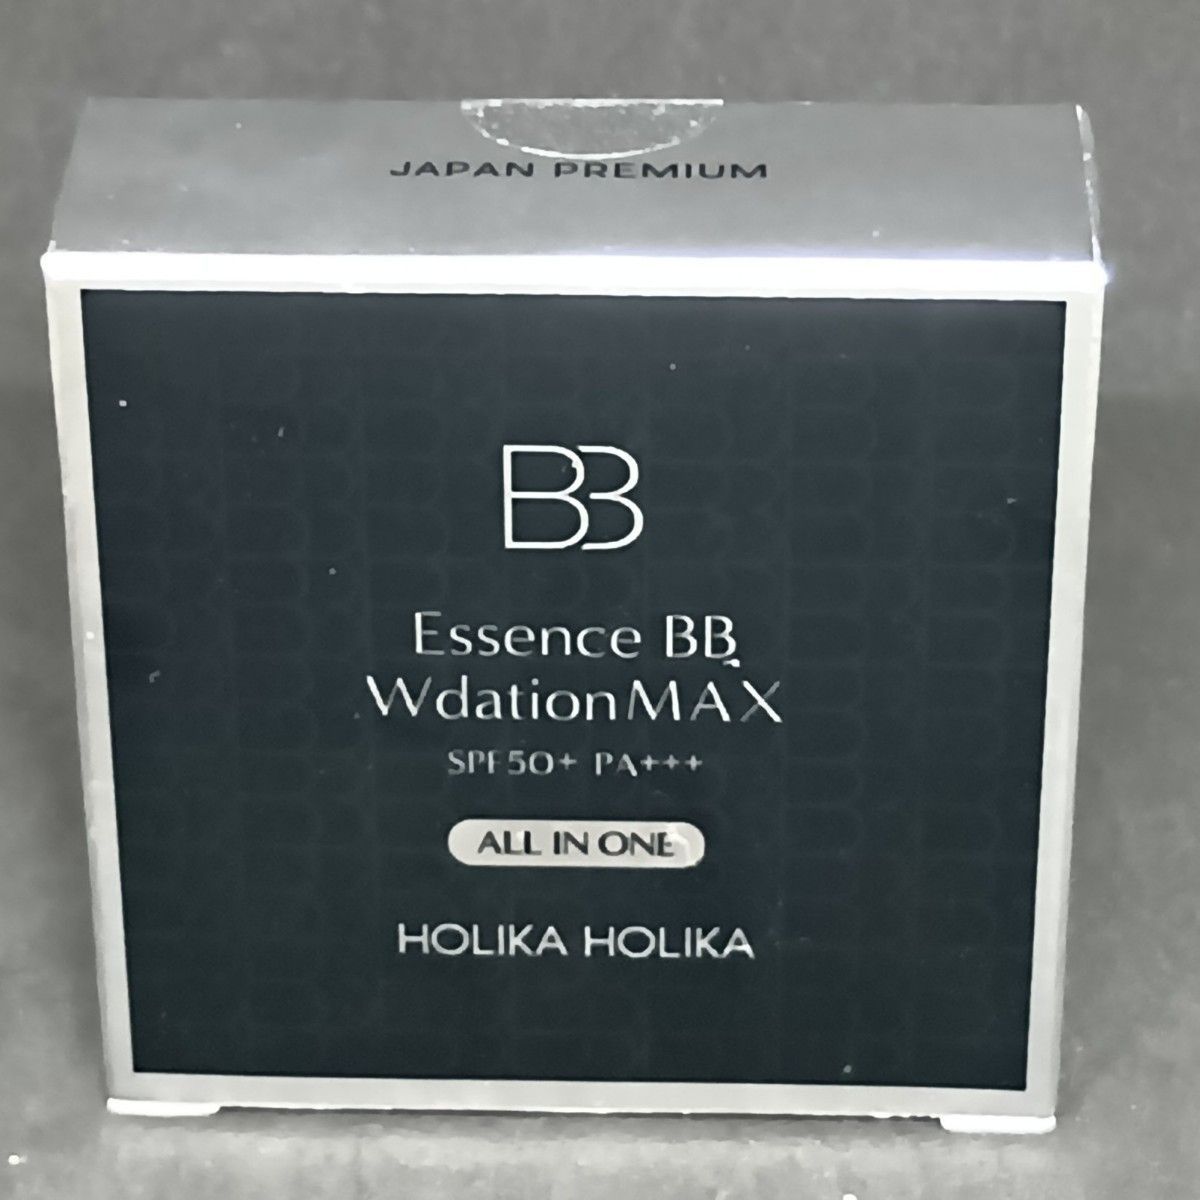 JAPAN PREMIUM
BB
Essence BB
WdationMAX
SPF50+ PA+++
ALL IN ONE
HOLIKA HOLIKA